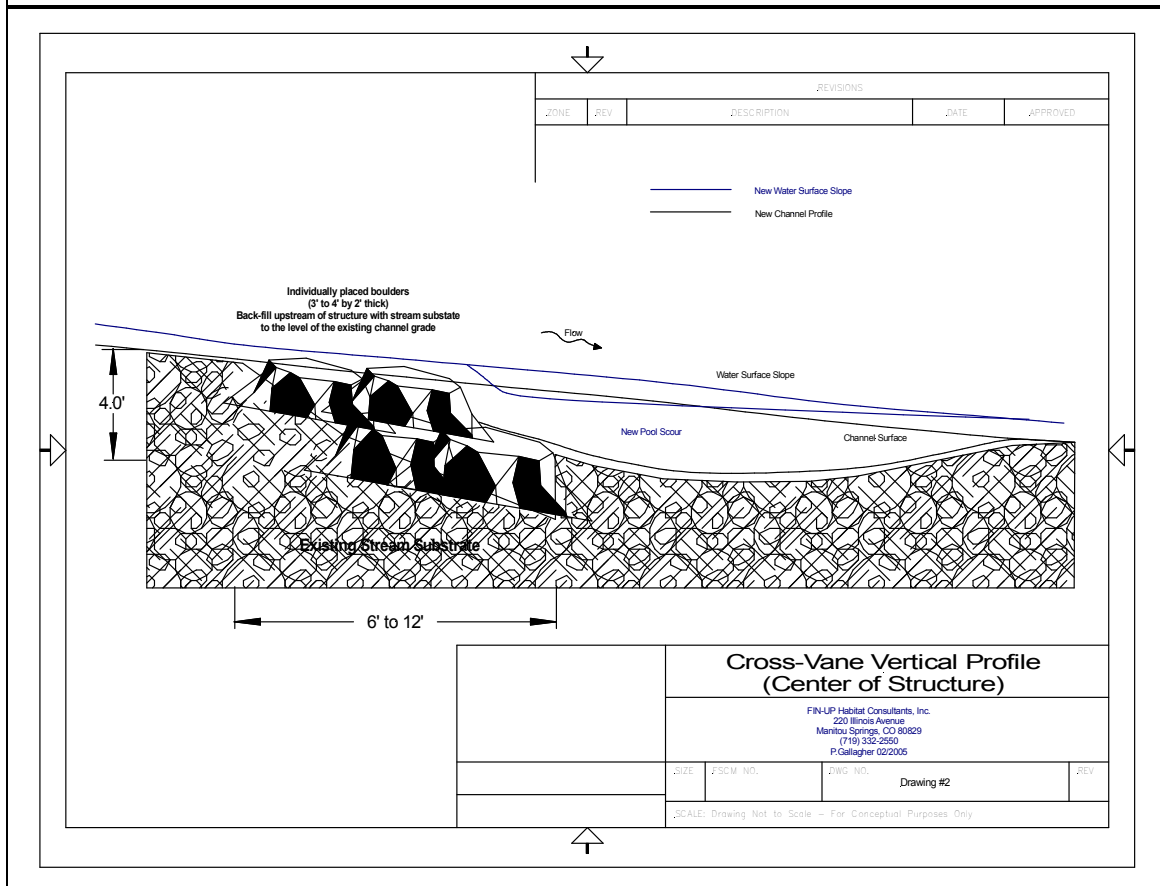 REVISIONS
ZONE REV DESCRIPTION DATE APPROVED
New Water Surface Slope
New Channel Profile
Individually placed boulders
(3' to 4' by 2' thick)
Back-fill upstream of structure with stream substate
to the level of the existing channel grade
Flow
Water Surface Slope
4.0'
New Pool Scour
Channel Surface
Existing Stream Substrate
6' to 12'
Cross-Vane Vertical Profile
(Center of Structure)
FIN-UP Habitat Consultants, Inc.
220 Illinois Avenue
Manitou Springs, CO 80829
(719) 332-2550
P.Gallagher 02/2005
SIZE FSCM NO. DWG NO. REV
Drawing #2
SCALE: Drawing Not to Scale – For Conceptual Purposes Only